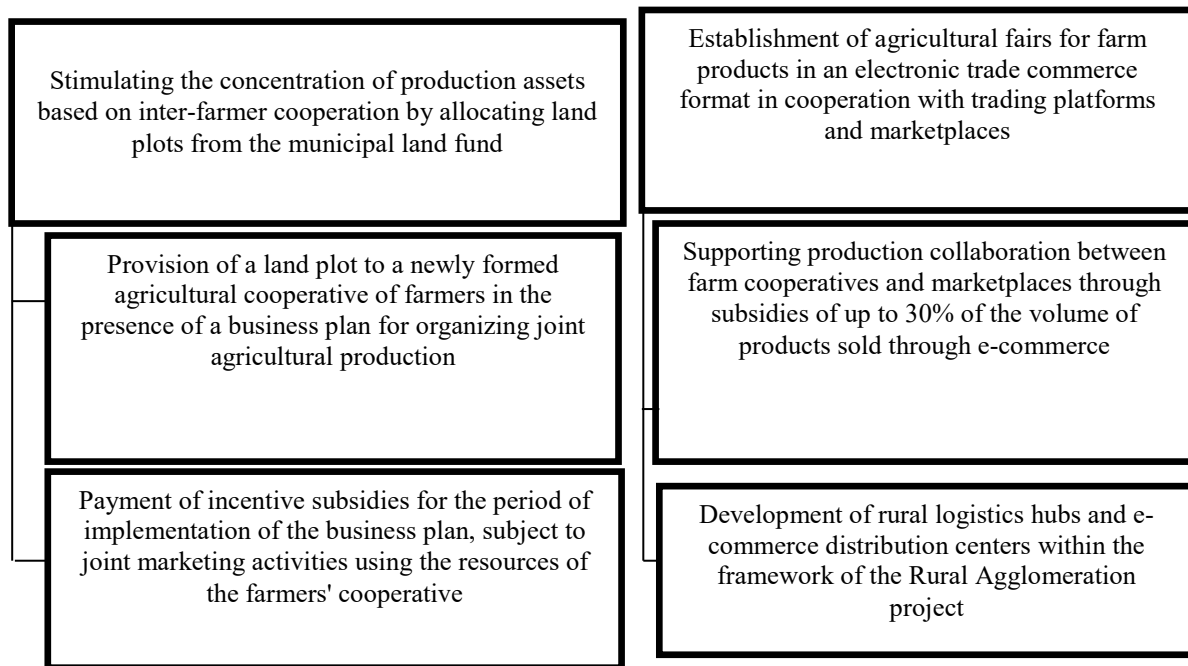 Stimulating the concentration of production assets
based on inter-farmer cooperation by allocating land
plots from the municipal land fund
Provision of a land plot to a newly formed
agricultural cooperative of farmers in the
presence of a business plan for organizing joint
agricultural production
Payment of incentive subsidies for the period of
implementation of the business plan, subject to
joint marketing activities using the resources of
the farmers' cooperative
Establishment of agricultural fairs for farm
products in an electronic trade commerce
format in cooperation with trading platforms
and marketplaces
Supporting production collaboration between
farm cooperatives and marketplaces through
subsidies of up to 30% of the volume of
products sold through e-commerce
Development of rural logistics hubs and e-
commerce distribution centers within the
framework of the Rural Agglomeration
project